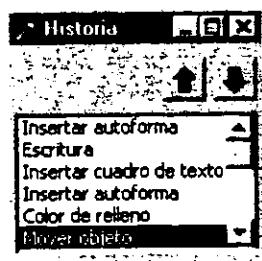 Historia
Insertar autoforma
Escritura
Insertar cuadro de texto
Insertar autoforma
Color de relleno
Mover objeto